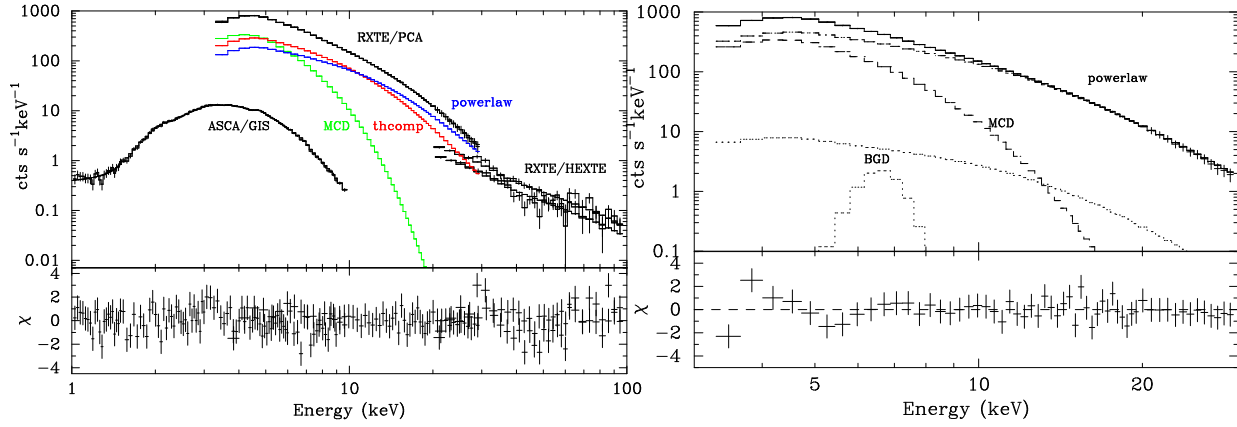 1000
100
10
1
0.1
0.01
cts s⁻¹keV⁻¹
RXTE/PCA
ASCA/GIS
MCD
thcomp
powerlaw
RXTE/HEXTE
4
2
0
−2
−4
χ
1
10
100
Energy (keV)
1000
100
10
1
0.1
cts s⁻¹keV⁻¹
powerlaw
MCD
BGD
4
2
0
−2
−4
χ
5
10
20
Energy (keV)